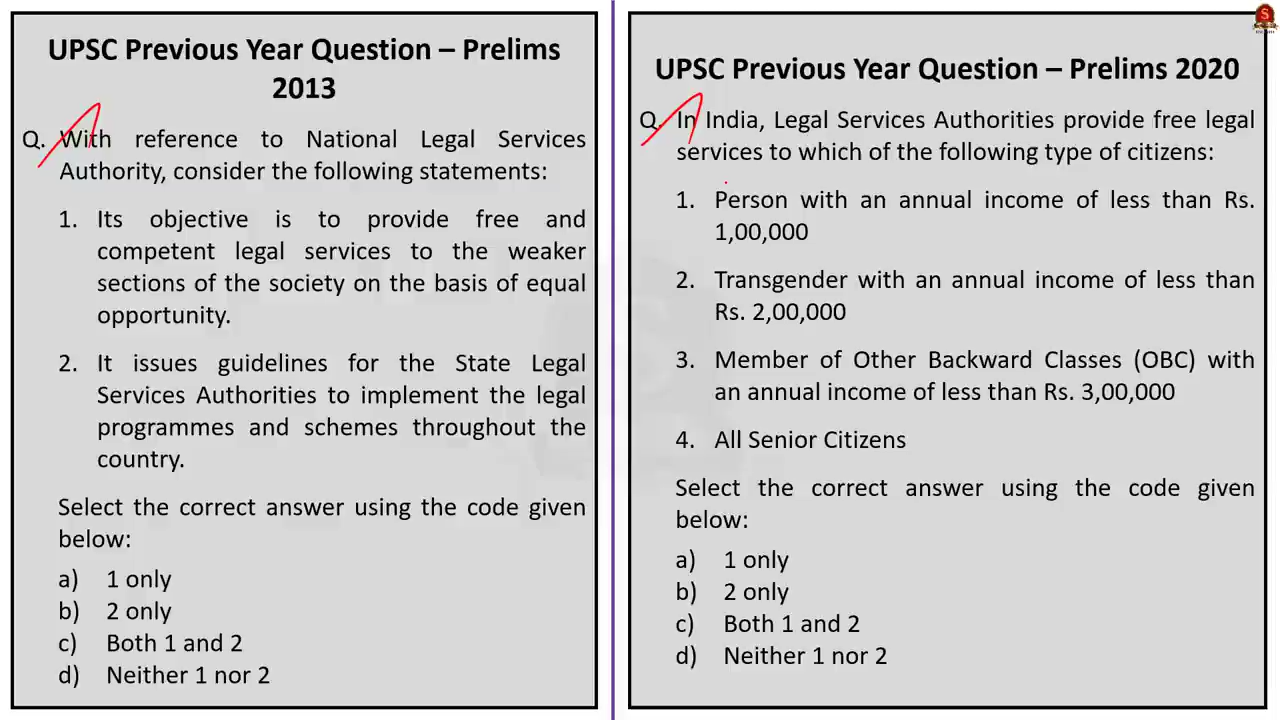 UPSC Previous Year Question – Prelims
2013
Q. With reference to National Legal Services
Authority, consider the following statements:
1. Its objective is to provide free and
competent legal services to the weaker
sections of the society on the basis of equal
opportunity.
2. It issues guidelines for the State Legal
Services Authorities to implement the legal
programmes and schemes throughout the
country.
Select the correct answer using the code given
below:
a) 1 only
b) 2 only
c) Both 1 and 2
d) Neither 1 nor 2
UPSC Previous Year Question – Prelims 2020
Q. In India, Legal Services Authorities provide free legal
services to which of the following type of citizens:
1. Person with an annual income of less than Rs.
1,00,000
2. Transgender with an annual income of less than
Rs. 2,00,000
3. Member of Other Backward Classes (OBC) with
an annual income of less than Rs. 3,00,000
4. All Senior Citizens
Select the correct answer using the code given
below:
a) 1 only
b) 2 only
c) Both 1 and 2
d) Neither 1 nor 2